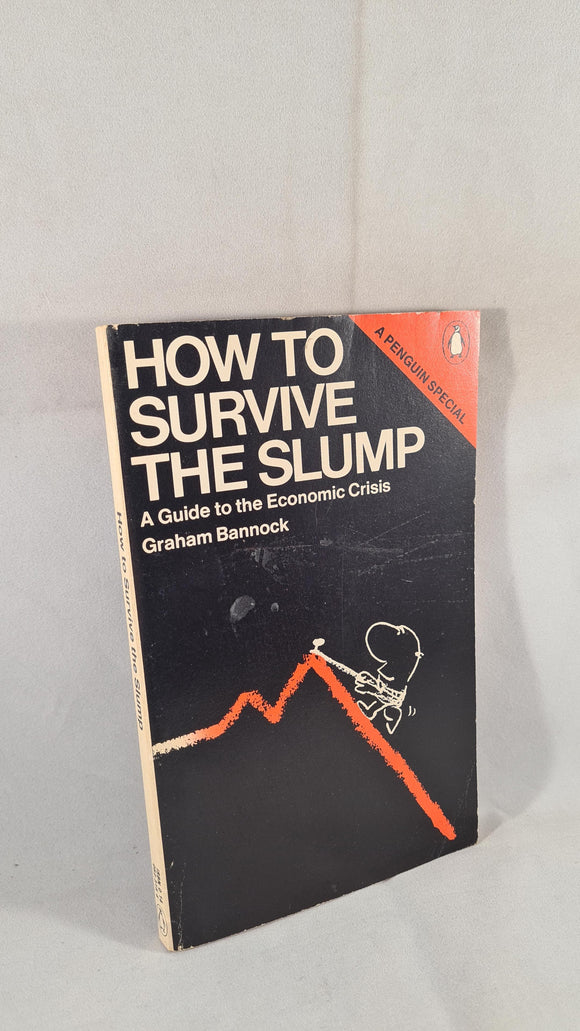 HOW TO
SURVIVE
THE SLUMP
A Guide to the Economic Crisis
Graham Bannock
A PENGUIN SPECIAL
How to Survive the Slump